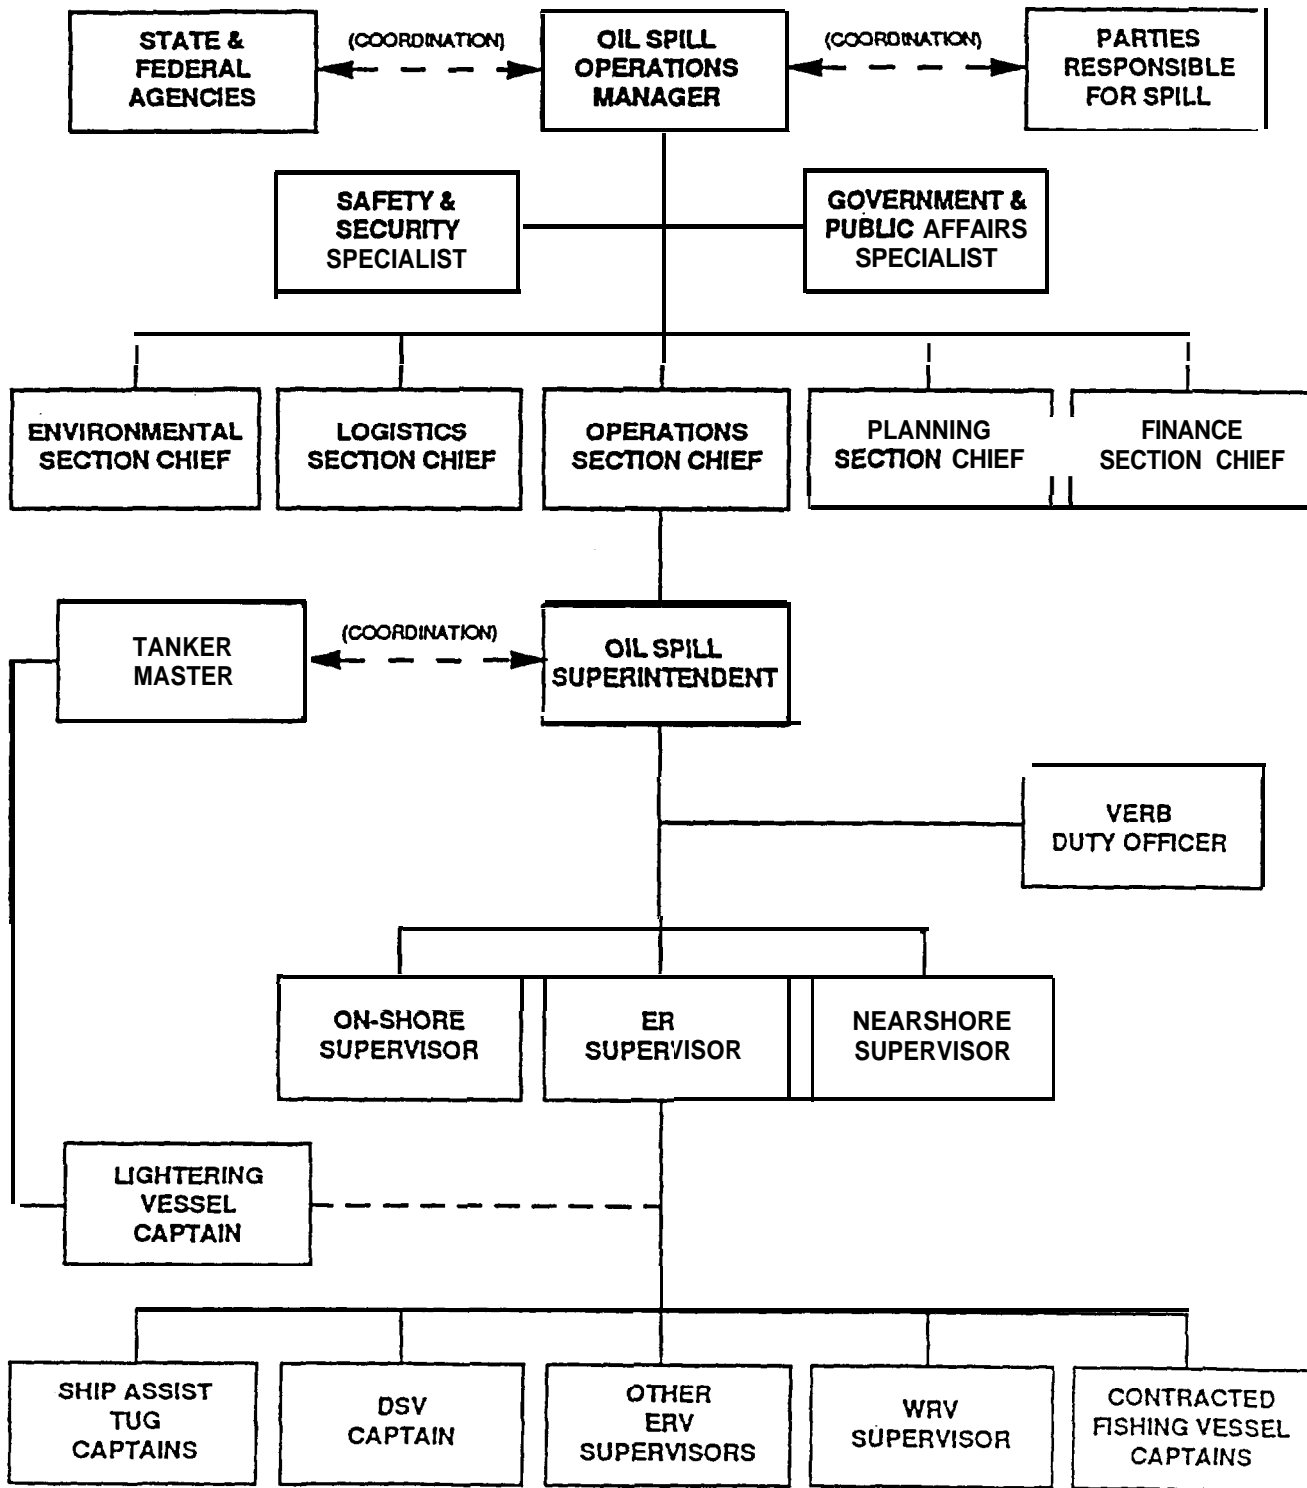 STATE &
FEDERAL
AGENCIES
(COORDINATION)
OIL SPILL
OPERATIONS
MANAGER
(COORDINATION)
PARTIES
RESPONSIBLE
FOR SPILL
SAFETY &
SECURITY
SPECIALIST
GOVERNMENT &
PUBLIC AFFAIRS
SPECIALIST
ENVIRONMENTAL
SECTION CHIEF
LOGISTICS
SECTION CHIEF
OPERATIONS
SECTION CHIEF
PLANNING
SECTION CHIEF
FINANCE
SECTION CHIEF
TANKER
MASTER
(COORDINATION)
OIL SPILL
SUPERINTENDENT
VERB
DUTY OFFICER
ON-SHORE
SUPERVISOR
ER
SUPERVISOR
NEARSHORE
SUPERVISOR
LIGHTERING
VESSEL
CAPTAIN
SHIP ASSIST
TUG
CAPTAINS
DSV
CAPTAIN
OTHER
ERV
SUPERVISORS
WRV
SUPERVISOR
CONTRACTED
FISHING VESSEL
CAPTAINS